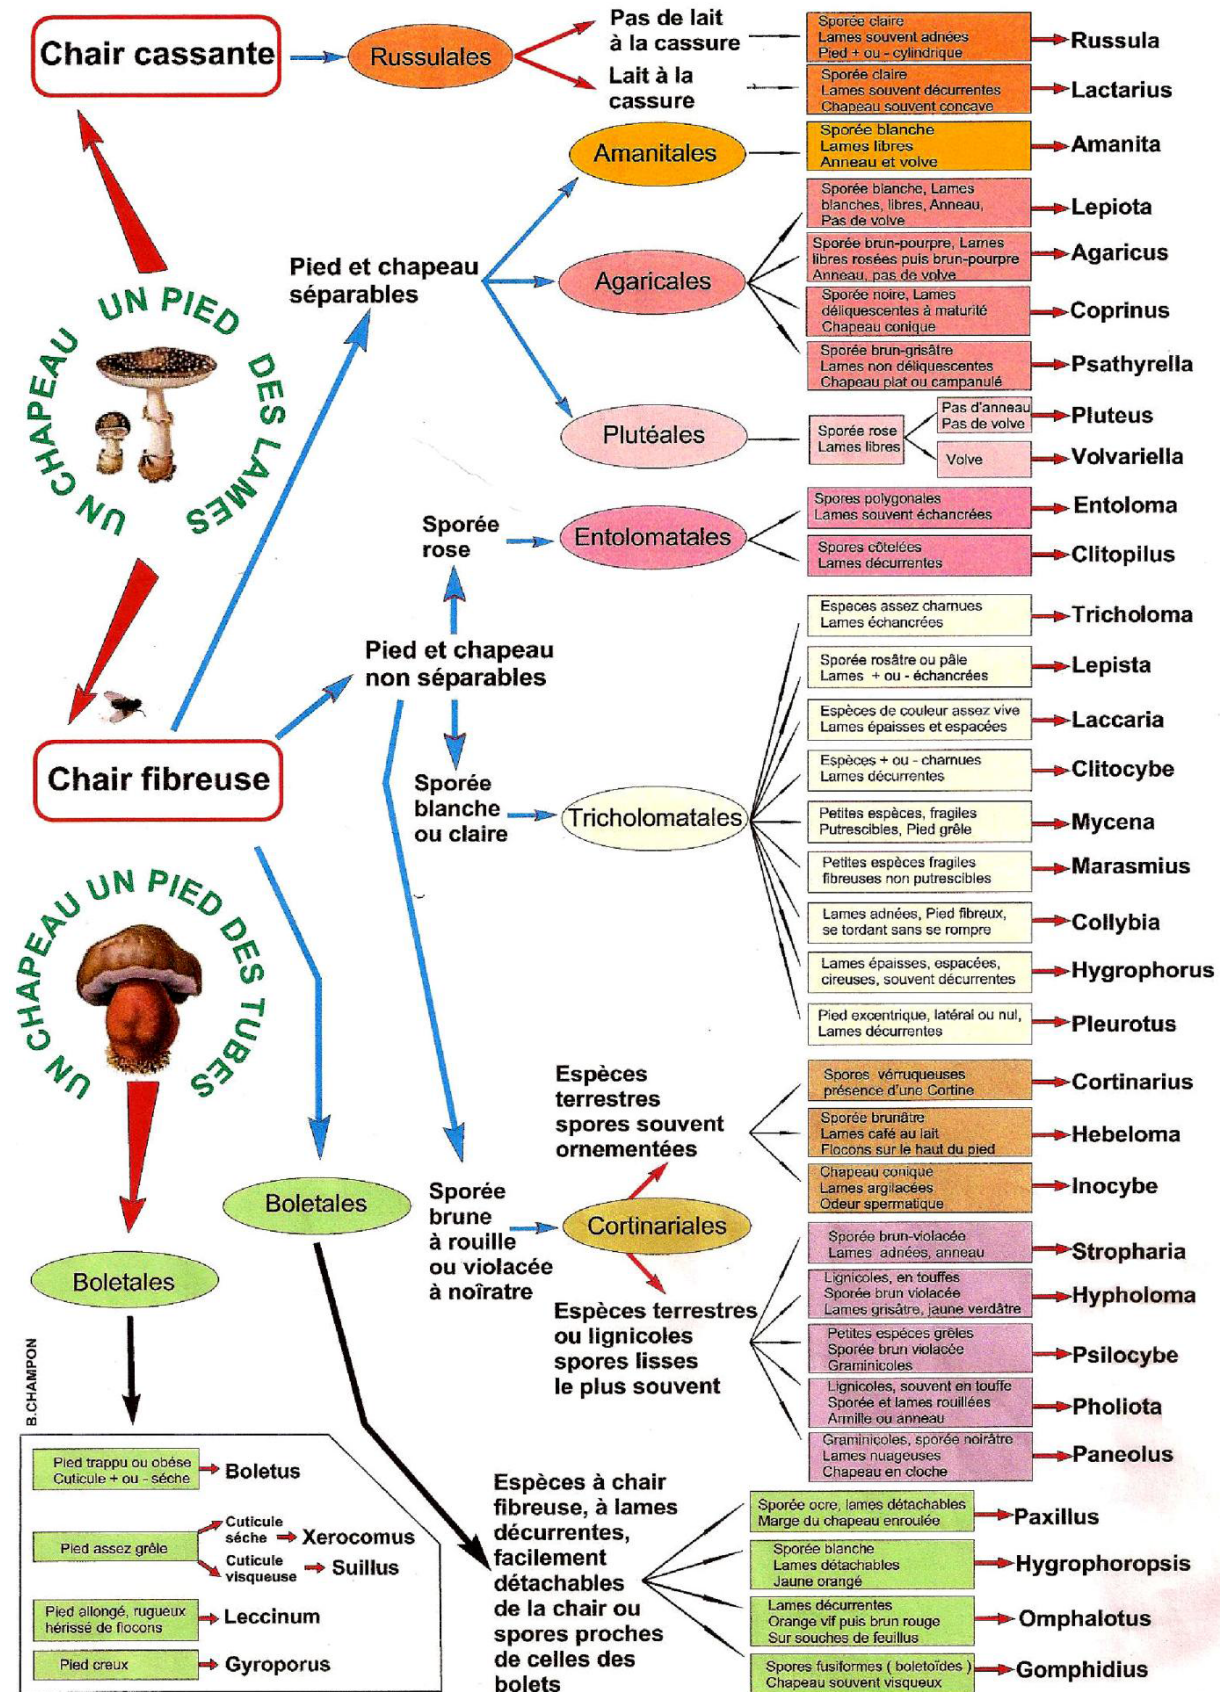 Chair cassante
Russulales
Pas de lait
à la cassure
Sporée claire
Lames souvent adnées
Pied + ou - cylindrique
Russula
Lait à la
cassure
Sporée claire
Lames souvent décurrentes
Chapeau souvent concave
Lactarius
UN CHAPEAU UN PIED DES LAMES
Pied et chapeau
séparables
Amanitales
Sporée blanche
Lames libres
Anneau et volve
Amanita
Agaricales
Sporée blanche, Lames
blanches, libres, Anneau,
Pas de volve
Lepiota
Sporée brun-pourpre, Lames
libres rosées puis brun-pourpre
Anneau, pas de volve
Agaricus
Sporée noire, Lames
déliquescentes à maturité
Chapeau conique
Coprinus
Sporée brun-grisâtre
Lames non déliquescentes
Chapeau plat ou campanulé
Psathyrella
Plutéales
Sporée rose
Lames libres
Pas d'anneau
Pas de volve
Pluteus
Volve
Volvariella
Chair fibreuse
Pied et chapeau
non séparables
Sporée
rose
Entolomatales
Spores polygonales
Lames souvent échancrées
Entoloma
Spores côtelées
Lames décurrentes
Clitopilus
Sporée
blanche
ou claire
Tricholomatales
Especes assez charnues
Lames échancrées
Tricholoma
Sporée rosâtre ou pâle
Lames + ou - échancrées
Lepista
Espèces de couleur assez vive
Lames épaisses et espacées
Laccaria
Espèces + ou - charnues
Lames décurrentes
Clitocybe
Petites espèces, fragiles
Putrescibles, Pied grêle
Mycena
Petites espèces fragiles
fibreuses non putrescibles
Marasmius
Lames adnées, Pied fibreux,
se tordant sans se rompre
Collybia
Lames épaisses, espacées,
cireuses, souvent décurrentes
Hygrophorus
Pied excentrique, latéral ou nul,
Lames décurrentes
Pleurotus
Sporée
brune
à rouille
ou violacée
à noîratre
Cortinariales
Espèces
terrestres
spores souvent
ornementées
Spores vérruqueuses
présence d'une Cortine
Cortinarius
Sporée brunâtre
Lames café au lait
Flocons sur le haut du pied
Hebeloma
Chapeau conique
Lames argilacées
Odeur spermatique
Inocybe
Espèces terrestres
ou lignicoles
spores lisses
le plus souvent
Sporée brun-violacée
Lames adnées, anneau
Stropharia
Lignicoles, en touffes
Sporée brun violacée
Lames grisâtre, jaune verdâtre
Hypholoma
Petites espéces grêles
Sporée brun violacée
Graminicoles
Psilocybe
Lignicoles, souvent en touffe
Sporée et lames rouillées
Armille ou anneau
Pholiota
Graminicoles, sporée noirâtre
Lames nuageuses
Chapeau en cloche
Paneolus
Boletales
Espèces à chair
fibreuse, à lames
décurrentes,
facilement
détachables
de la chair ou
spores proches
de celles des
bolets
Sporée ocre, lames détachables
Marge du chapeau enroulée
Paxillus
Sporée blanche
Lames détachables
Jaune orangé
Hygrophoropsis
Lames décurrentes
Orange vif puis brun rouge
Sur souches de feuillus
Omphalotus
Spores fusiformes ( boletoïdes )
Chapeau souvent visqueux
Gomphidius
UN CHAPEAU UN PIED DES TUBES
Boletales
B.CHAMPON
Pied trappu ou obése
Cuticule + ou - séche
Boletus
Pied assez grêle
Cuticule
séche
Xerocomus
Cuticule
visqueuse
Suillus
Pied allongé, rugueux
hérissé de flocons
Leccinum
Pied creux
Gyroporus